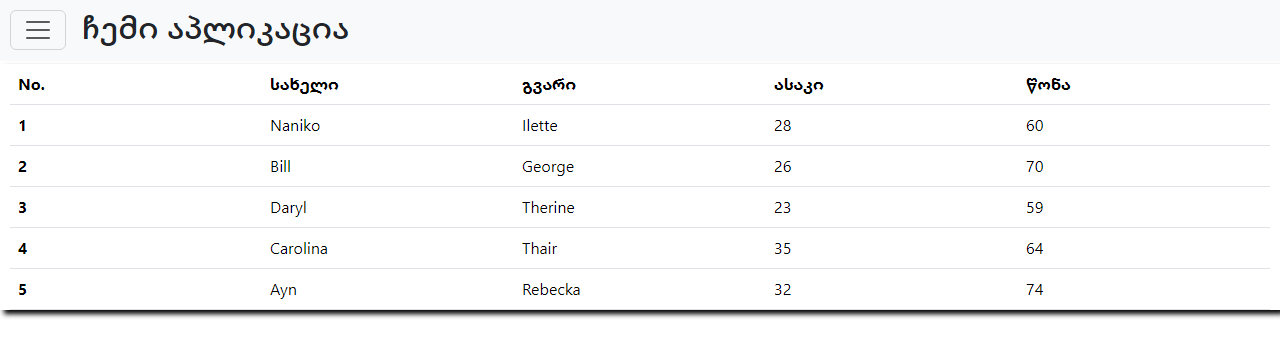 ჩემი აპლიკაცია
No. სახელი გვარი ასაკი წონა
1 Naniko Ilette 28 60
2 Bill George 26 70
3 Daryl Therine 23 59
4 Carolina Thair 35 64
5 Ayn Rebecka 32 74